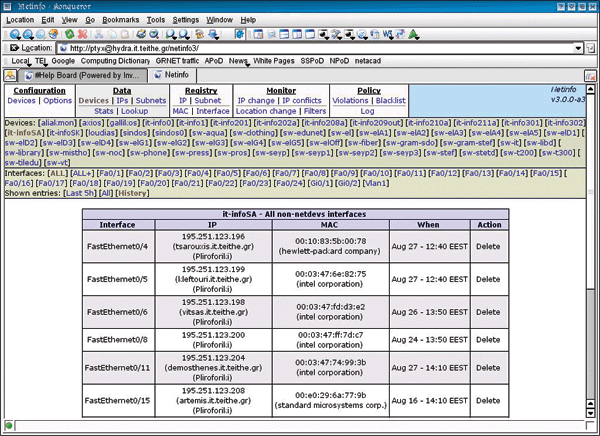 Netinfo - Konqueror
Location Edit View Go Bookmarks Tools Settings Window Help
Location: http://ptyx@hydra.it.teithe.gr/netinfo3/
Local TEI Google Computing Dictionary GRNET traffic APoD News White Pages SSPoD NPoD netacad
#Help Board (Powered by Inv... Netinfo
Configuration Data Registry Monitor Policy Netinfo
Devices | Options Devices | IPs | Subnets IP | Subnet IP change | IP conflicts Violations | Blacklist v3.0.0-a3
Stats | Lookup MAC | Interface Location change | Filters Log
Devices: [aliakmon] [axios] [gallikos] [it-info0] [it-info1] [it-info201] [it-info202a] [it-info208a] [it-info209out] [it-info210a] [it-info211a] [it-info301] [it-info302]
[it-infoSA] [it-infoSK] [loudias] [sindos] [sindos0] [sw-aqua] [sw-clothing] [sw-edunet] [sw-el] [sw-elA1] [sw-elA2] [sw-elA3] [sw-elA4] [sw-elA5] [sw-elD1]
[sw-elD2] [sw-elD3] [sw-elD4] [sw-elG1] [sw-elG2] [sw-elG3] [sw-elG4] [sw-elG5] [sw-elOff] [sw-fiber] [sw-gram-sdo] [sw-gram-stef] [sw-it] [sw-libd]
[sw-library] [sw-mistho] [sw-noc] [sw-phone] [sw-press] [sw-pros] [sw-seyp] [sw-seyp1] [sw-seyp2] [sw-seyp3] [sw-stef] [sw-stetd] [sw-t200] [sw-t300]
[sw-tiledu] [sw-vt]
Interfaces: [ALL] [ALL+] [Fa0/1] [Fa0/2] [Fa0/3] [Fa0/4] [Fa0/5] [Fa0/6] [Fa0/7] [Fa0/8] [Fa0/9] [Fa0/10] [Fa0/11] [Fa0/12] [Fa0/13] [Fa0/14] [Fa0/15]
[Fa0/16] [Fa0/17] [Fa0/18] [Fa0/19] [Fa0/20] [Fa0/21] [Fa0/22] [Fa0/23] [Fa0/24] [Gi0/1] [Gi0/2] [Vlan1]
Shown entries: [Last 5h] [All] [History]
it-infoSA - All non-netdevs interfaces
Interface IP MAC When Action
FastEthernet0/4 195.251.123.196 (tsarouxis.it.teithe.gr) (Pliroforiki) 00:10:83:5b:00:78 (hewlett-packard company) Aug 27 - 12:40 EEST Delete
FastEthernet0/5 195.251.123.199 (l.leftouri.it.teithe.gr) (Pliroforiki) 00:03:47:6e:82:75 (intel corporation) Aug 27 - 12:40 EEST Delete
FastEthernet0/6 195.251.123.198 (vitsas.it.teithe.gr) (Pliroforiki) 00:03:47:fd:d3:e2 (intel corporation) Aug 26 - 13:50 EEST Delete
FastEthernet0/8 195.251.123.200 (Pliroforiki) 00:03:47:ff:7d:c7 (intel corporation) Aug 24 - 13:50 EEST Delete
FastEthernet0/11 195.251.123.204 (demosthenes.it.teithe.gr) (Pliroforiki) 00:03:47:74:99:3b (intel corporation) Aug 27 - 14:10 EEST Delete
FastEthernet0/15 195.251.123.208 (artemis.it.teithe.gr) (Pliroforiki) 00:e0:29:6a:77:9b (standard microsystems corp.) Aug 16 - 14:10 EEST Delete